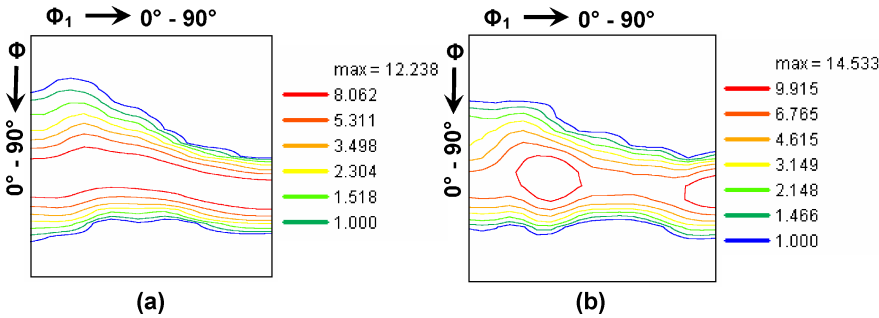 Φ₁ → 0° - 90°
Φ → 0° - 90°
max = 12.238
8.062
5.311
3.498
2.304
1.518
1.000
(a)
Φ₁ → 0° - 90°
Φ → 0° - 90°
max = 14.533
9.915
6.765
4.615
3.149
2.148
1.466
1.000
(b)